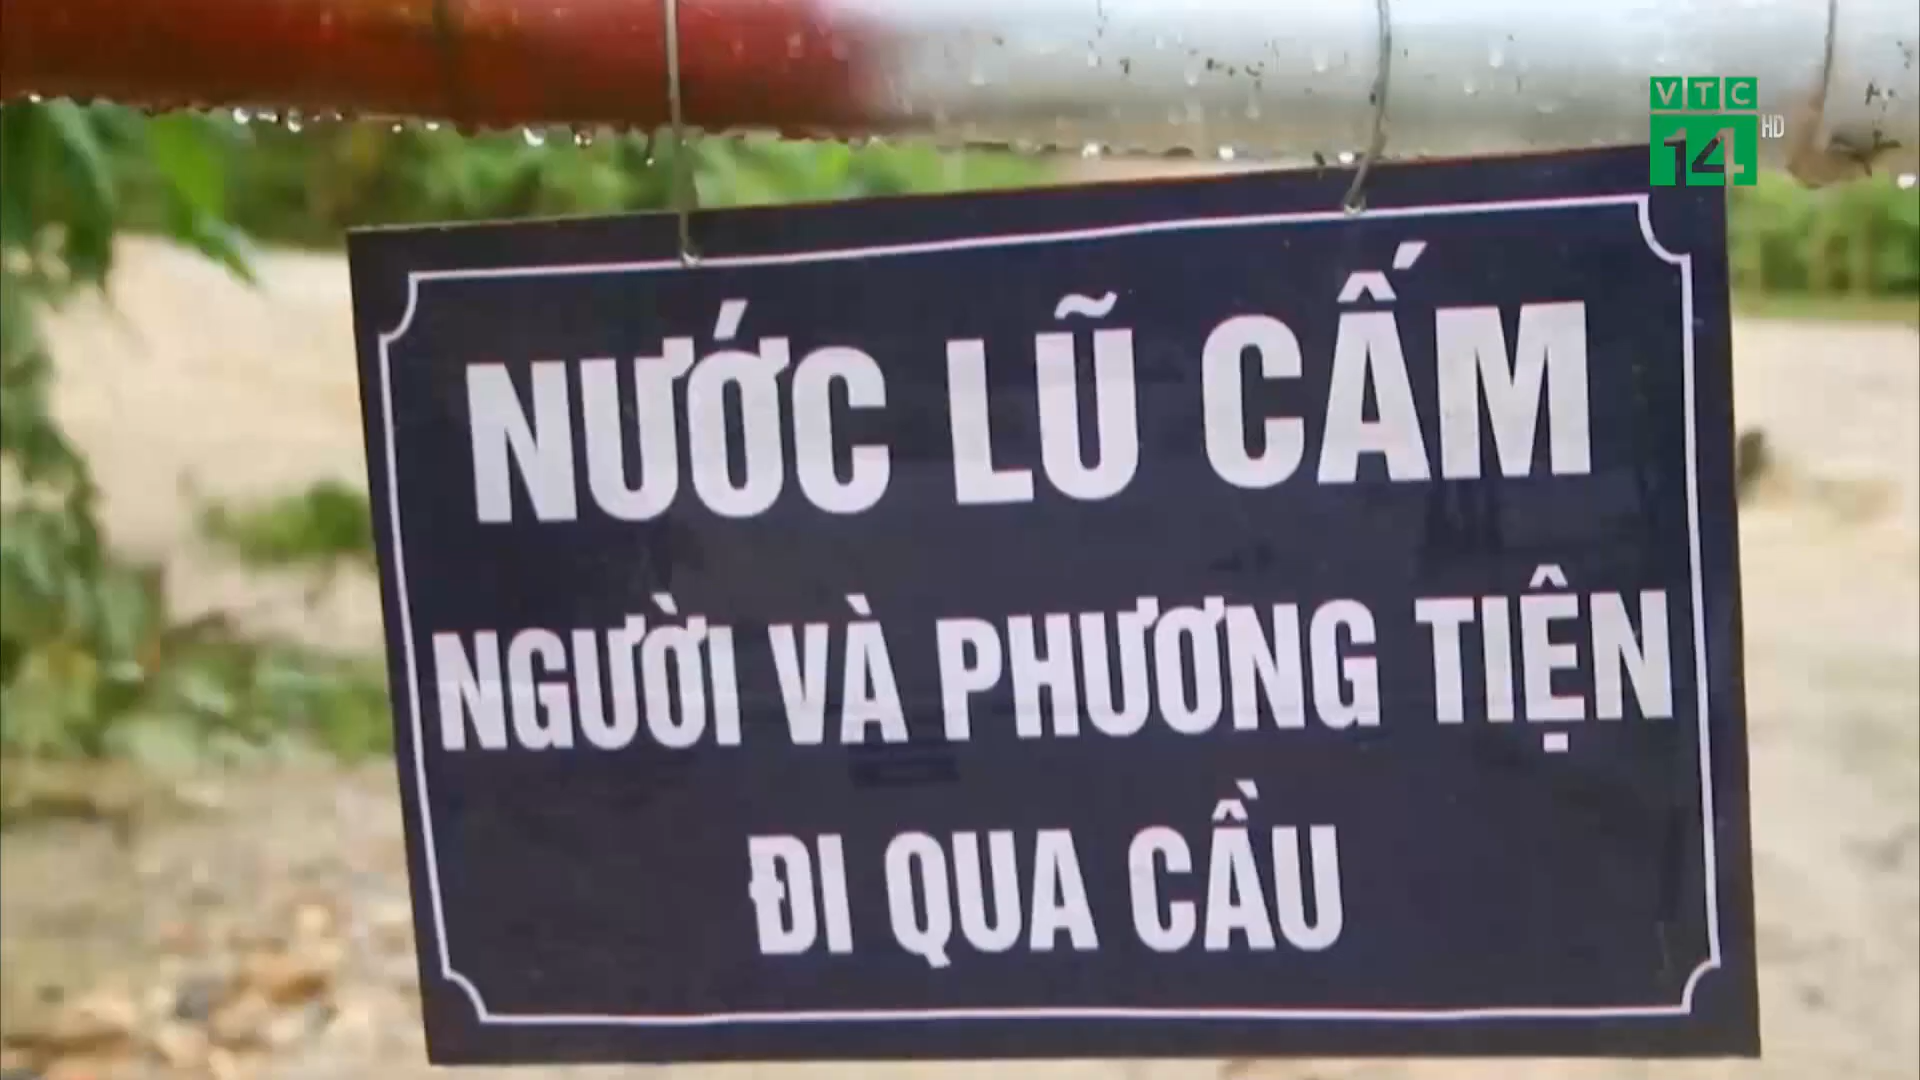 VTC
14 HD
NƯỚC LŨ CẤM
NGƯỜI VÀ PHƯƠNG TIỆN
ĐI QUA CẦU